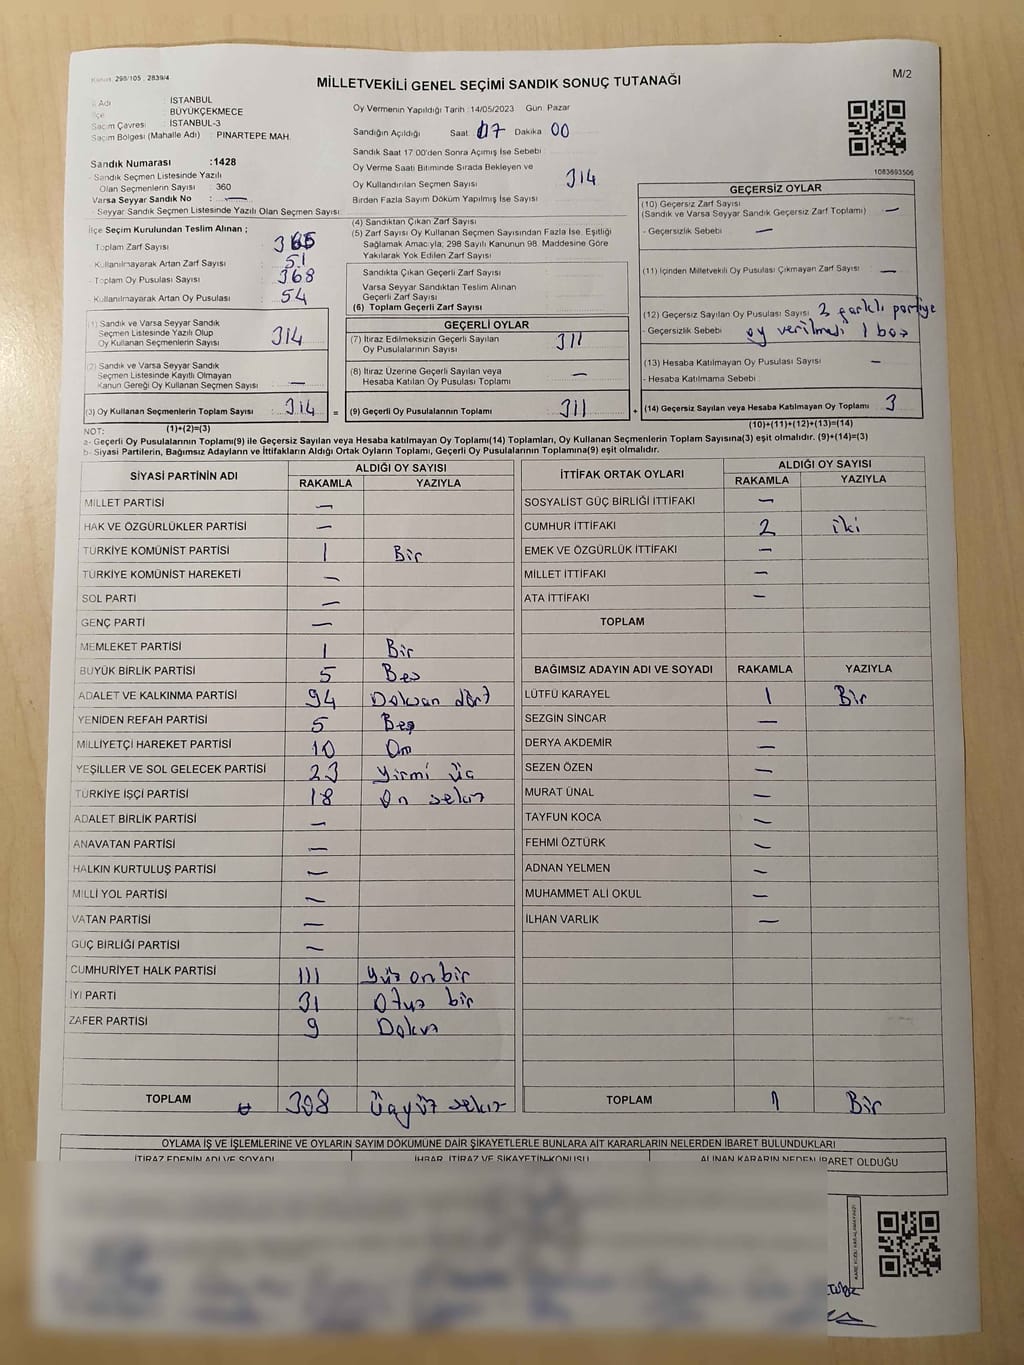 Kanun: 298/105, 2839/4
M/2
MİLLETVEKİLİ GENEL SEÇİMİ SANDIK SONUÇ TUTANAĞI
İl Adı : İSTANBUL
İlçe : BÜYÜKÇEKMECE
Seçim Çevresi : İSTANBUL-3
Seçim Bölgesi (Mahalle Adı) : PINARTEPE MAH.
Sandık Numarası :1428
- Sandık Seçmen Listesinde Yazılı
Olan Seçmenlerin Sayısı : 360
Varsa Seyyar Sandık No : —
- Seyyar Sandık Seçmen Listesinde Yazılı Olan Seçmen Sayısı:
Oy Vermenin Yapıldığı Tarih :14/05/2023 Gün: Pazar
Sandığın Açıldığı Saat 17 Dakika 00
Sandık Saat 17:00'den Sonra Açılmış İse Sebebi :
Oy Verme Saati Bitiminde Sırada Bekleyen ve
Oy Kullandırılan Seçmen Sayısı : 314
Birden Fazla Sayım Döküm Yapılmış İse Sayısı :
1083693506
İlçe Seçim Kurulundan Teslim Alınan ;
Toplam Zarf Sayısı :
- Kullanılmayarak Artan Zarf Sayısı : 51
- Toplam Oy Pusulası Sayısı : 368
- Kullanılmayarak Artan Oy Pusulası : 54
(1) Sandık ve Varsa Seyyar Sandık
Seçmen Listesinde Yazılı Olup
Oy Kullanan Seçmenlerin Sayısı : 314
(2) Sandık ve Varsa Seyyar Sandık
Seçmen Listesinde Kayıtlı Olmayan
Kanun Gereği Oy Kullanan Seçmen Sayısı : —
(3) Oy Kullanan Seçmenlerin Toplam Sayısı : 314 =
(1)+(2)=(3)
(4) Sandıktan Çıkan Zarf Sayısı :
(5) Zarf Sayısı Oy Kullanan Seçmen Sayısından Fazla İse, Eşitliği
Sağlamak Amacıyla; 298 Sayılı Kanunun 98. Maddesine Göre
Yakılarak Yok Edilen Zarf Sayısı :
Sandıkta Çıkan Geçerli Zarf Sayısı :
Varsa Seyyar Sandıktan Teslim Alınan
Geçerli Zarf Sayısı :
(6) Toplam Geçerli Zarf Sayısı :
GEÇERLİ OYLAR
(7) İtiraz Edilmeksizin Geçerli Sayılan
Oy Pusulalarının Sayısı : 311
(8) İtiraz Üzerine Geçerli Sayılan veya
Hesaba Katılan Oy Pusulası Toplamı : —
(9) Geçerli Oy Pusulalarının Toplamı : 311 +
GEÇERSİZ OYLAR
(10) Geçersiz Zarf Sayısı
(Sandık ve Varsa Seyyar Sandık Geçersiz Zarf Toplamı) : —
- Geçersizlik Sebebi : —
(11) İçinden Milletvekili Oy Pusulası Çıkmayan Zarf Sayısı : —
(12) Geçersiz Sayılan Oy Pusulası Sayısı: farklı partiye
- Geçersizlik Sebebi : oy verilmedi 1 boş
(13) Hesaba Katılmayan Oy Pusulası Sayısı : —
- Hesaba Katılmama Sebebi :
(14) Geçersiz Sayılan veya Hesaba Katılmayan Oy Toplamı : 3
(10)+(11)+(12)+(13)=(14)
NOT:
a- Geçerli Oy Pusulalarının Toplamı(9) ile Geçersiz Sayılan veya Hesaba katılmayan Oy Toplamı(14) Toplamları, Oy Kullanan Seçmenlerin Toplam Sayısına(3) eşit olmalıdır. (9)+(14)=(3)
b- Siyasi Partilerin, Bağımsız Adayların ve İttifakların Aldığı Ortak Oyların Toplamı, Geçerli Oy Pusulalarının Toplamına(9) eşit olmalıdır.
SİYASİ PARTİNİN ADI ALDIĞI OY SAYISI
RAKAMLA YAZIYLA
MİLLET PARTİSİ —
HAK VE ÖZGÜRLÜKLER PARTİSİ —
TÜRKİYE KOMÜNİST PARTİSİ 1 Bir
TÜRKİYE KOMÜNİST HAREKETİ —
SOL PARTİ —
GENÇ PARTİ —
MEMLEKET PARTİSİ 1 Bir
BÜYÜK BİRLİK PARTİSİ 5 Beş
ADALET VE KALKINMA PARTİSİ 94 Doksan dört
YENİDEN REFAH PARTİSİ 5 Beş
MİLLİYETÇİ HAREKET PARTİSİ 10 On
YEŞİLLER VE SOL GELECEK PARTİSİ 23 Yirmi üç
TÜRKİYE İŞÇİ PARTİSİ 18 On sekiz
ADALET BİRLİK PARTİSİ —
ANAVATAN PARTİSİ —
HALKIN KURTULUŞ PARTİSİ —
MİLLİ YOL PARTİSİ —
VATAN PARTİSİ —
GÜÇ BİRLİĞİ PARTİSİ —
CUMHURİYET HALK PARTİSİ 111 Yüz on bir
İYİ PARTİ 31 Otuz bir
ZAFER PARTİSİ 9 Dokuz
TOPLAM 308 Üçyüz sekiz
İTTİFAK ORTAK OYLARI ALDIĞI OY SAYISI
RAKAMLA YAZIYLA
SOSYALİST GÜÇ BİRLİĞİ İTTİFAKI —
CUMHUR İTTİFAKI 2 iki
EMEK VE ÖZGÜRLÜK İTTİFAKI —
MİLLET İTTİFAKI —
ATA İTTİFAKI —
TOPLAM
BAĞIMSIZ ADAYIN ADI VE SOYADI RAKAMLA YAZIYLA
LÜTFÜ KARAYEL 1 Bir
SEZGİN SİNCAR —
DERYA AKDEMİR —
SEZEN ÖZEN —
MURAT ÜNAL —
TAYFUN KOCA —
FEHMİ ÖZTÜRK —
ADNAN YELMEN —
MUHAMMET ALİ OKUL —
İLHAN VARLIK —
TOPLAM 1 Bir
OYLAMA İŞ VE İŞLEMLERİNE VE OYLARIN SAYIM DÖKÜMÜNE DAİR ŞİKAYETLERLE BUNLARA AİT KARARLARIN NELERDEN İBARET BULUNDUKLARI
İTİRAZ EDENİN ADI VE SOYADI İHBAR, İTİRAZ VE ŞİKAYETİN KONUSU ALINAN KARARIN NEDEN İBARET OLDUĞU